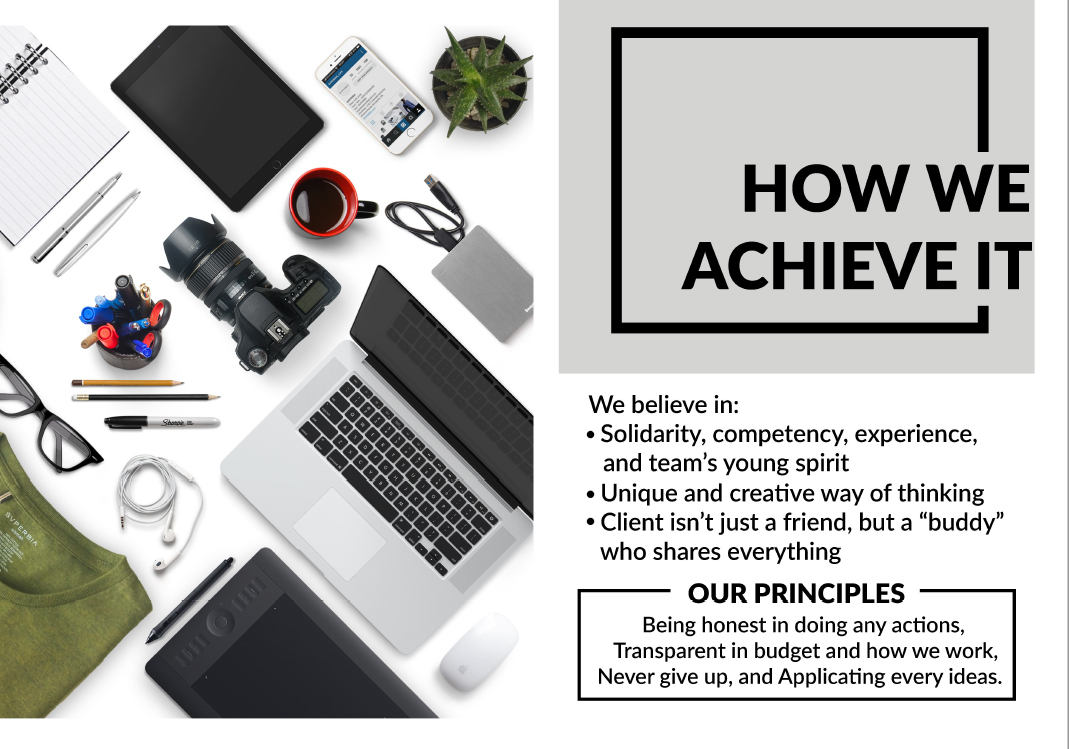 HOW WE
ACHIEVE IT
We believe in:
• Solidarity, competency, experience,
and team’s young spirit
• Unique and creative way of thinking
• Client isn’t just a friend, but a “buddy”
who shares everything
OUR PRINCIPLES
Being honest in doing any actions,
Transparent in budget and how we work,
Never give up, and Applicating every ideas.
Sharpie
SVPERBIA